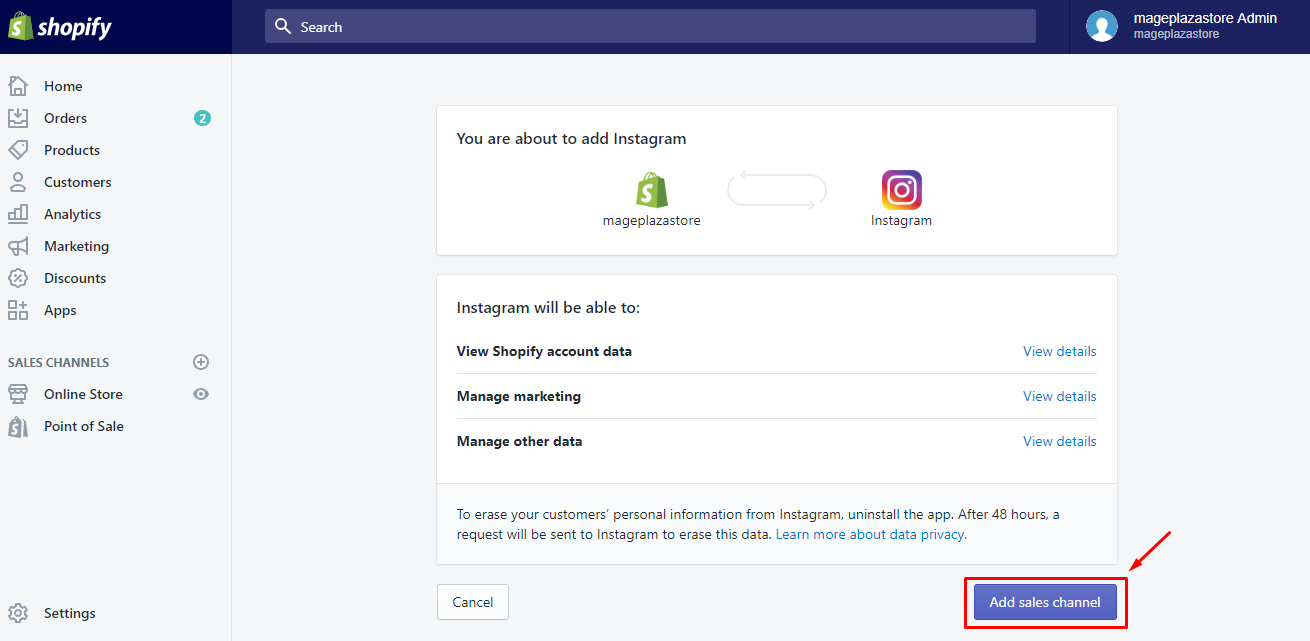 shopify
Search
mageplazastore Admin
mageplazastore
Home
Orders
2
Products
Customers
Analytics
Marketing
Discounts
Apps
SALES CHANNELS
Online Store
Point of Sale
Settings
You are about to add Instagram
mageplazastore
Instagram
Instagram will be able to:
View Shopify account data
View details
Manage marketing
View details
Manage other data
View details
To erase your customers’ personal information from Instagram, uninstall the app. After 48 hours, a
request will be sent to Instagram to erase this data. Learn more about data privacy.
Cancel
Add sales channel